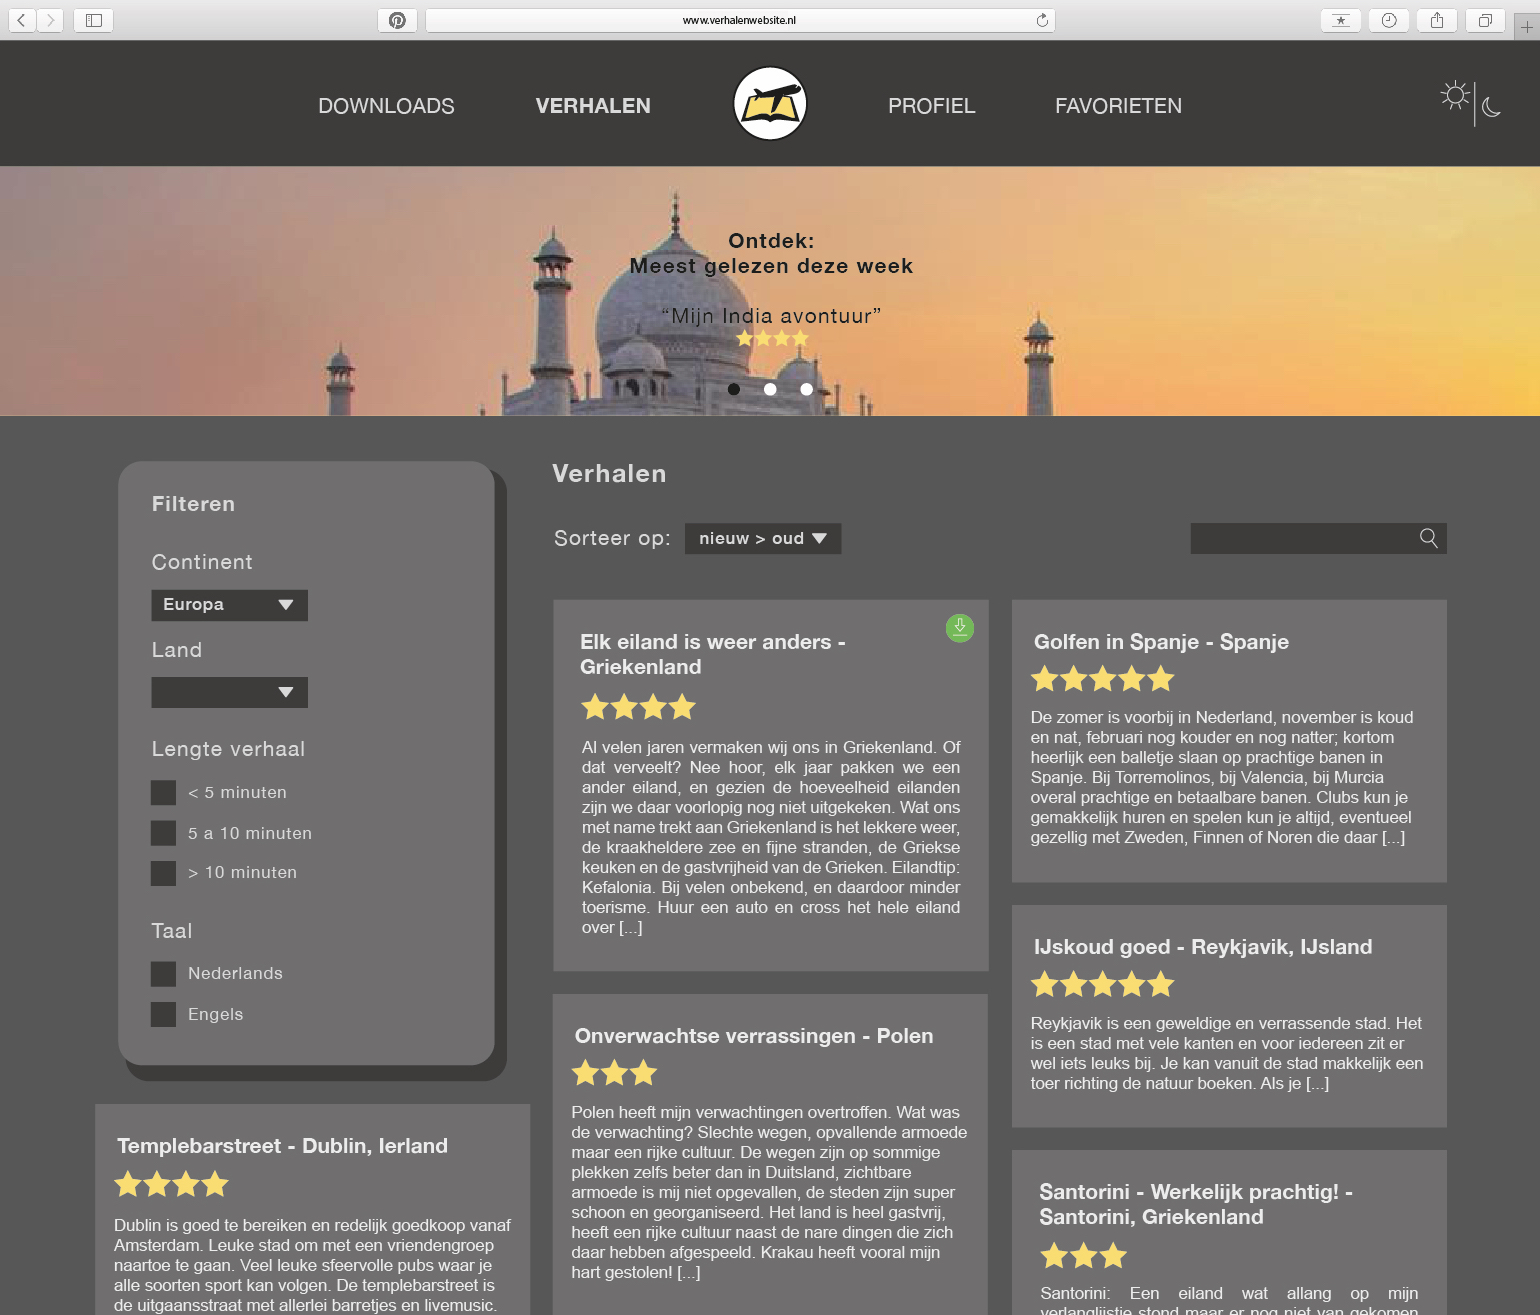 www.verhalenwebsite.nl
DOWNLOADS
VERHALEN
PROFIEL
FAVORIETEN
Ontdek:
Meest gelezen deze week
“Mijn India avontuur”
Filteren
Continent
Europa
Land
Lengte verhaal
< 5 minuten
5 a 10 minuten
> 10 minuten
Taal
Nederlands
Engels
Verhalen
Sorteer op: nieuw > oud
Elk eiland is weer anders -
Griekenland
Al velen jaren vermaken wij ons in Griekenland. Of
dat verveelt? Nee hoor, elk jaar pakken we een
ander eiland, en gezien de hoeveelheid eilanden
zijn we daar voorlopig nog niet uitgekeken. Wat ons
met name trekt aan Griekenland is het lekkere weer,
de kraakheldere zee en fijne stranden, de Griekse
keuken en de gastvrijheid van de Grieken. Eilandtip:
Kefalonia. Bij velen onbekend, en daardoor minder
toerisme. Huur een auto en cross het hele eiland
over [...]
Golfen in Spanje - Spanje
De zomer is voorbij in Nederland, november is koud
en nat, februari nog kouder en nog natter; kortom
heerlijk een balletje slaan op prachtige banen in
Spanje. Bij Torremolinos, bij Valencia, bij Murcia
overal prachtige en betaalbare banen. Clubs kun je
gemakkelijk huren en spelen kun je altijd, eventueel
gezellig met Zweden, Finnen of Noren die daar [...]
IJskoud goed - Reykjavik, IJsland
Reykjavik is een geweldige en verrassende stad. Het
is een stad met vele kanten en voor iedereen zit er
wel iets leuks bij. Je kan vanuit de stad makkelijk een
toer richting de natuur boeken. Als je [...]
Onverwachtse verrassingen - Polen
Polen heeft mijn verwachtingen overtroffen. Wat was
de verwachting? Slechte wegen, opvallende armoede
maar een rijke cultuur. De wegen zijn op sommige
plekken zelfs beter dan in Duitsland, zichtbare
armoede is mij niet opgevallen, de steden zijn super
schoon en georganiseerd. Het land is heel gastvrij,
heeft een rijke cultuur naast de nare dingen die zich
daar hebben afgespeeld. Krakau heeft vooral mijn
hart gestolen! [...]
Templebarstreet - Dublin, Ierland
Dublin is goed te bereiken en redelijk goedkoop vanaf
Amsterdam. Leuke stad om met een vriendengroep
naartoe te gaan. Veel leuke sfeervolle pubs waar je
alle soorten sport kan volgen. De templebarstreet is
de uitgaansstraat met allerlei barretjes en livemusic.
Santorini - Werkelijk prachtig! -
Santorini, Griekenland
Santorini: Een eiland wat allang op mijn
verlanglijstje stond maar er nog niet van gekomen